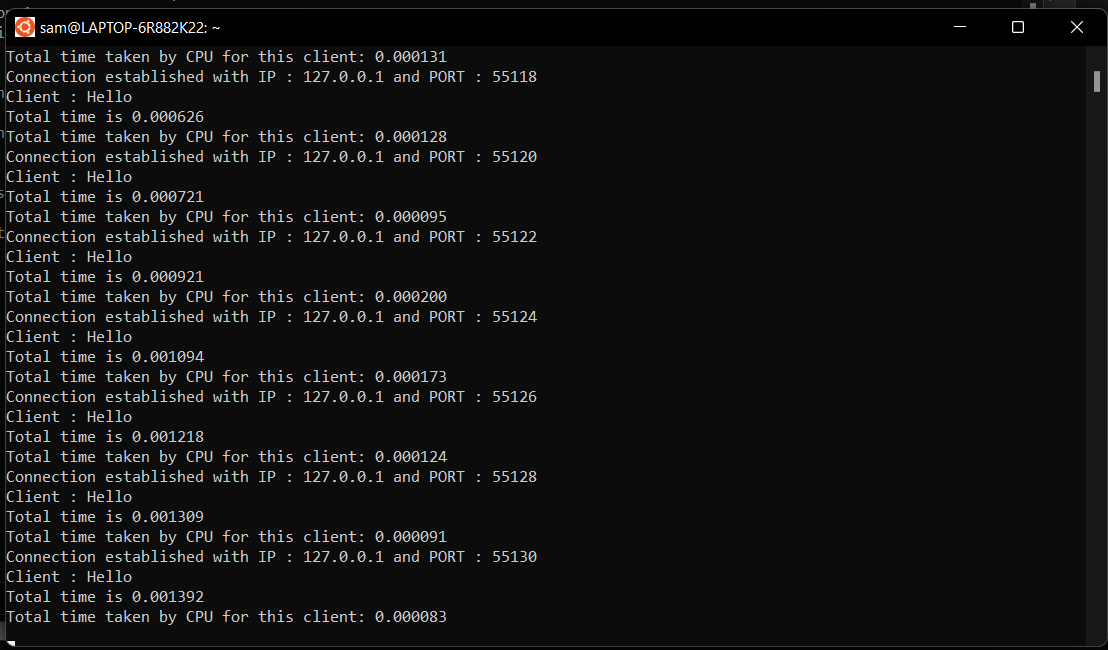 sam@LAPTOP-6R882K22: ~
Total time taken by CPU for this client: 0.000131
Connection established with IP : 127.0.0.1 and PORT : 55118
Client : Hello
Total time is 0.000626
Total time taken by CPU for this client: 0.000128
Connection established with IP : 127.0.0.1 and PORT : 55120
Client : Hello
Total time is 0.000721
Total time taken by CPU for this client: 0.000095
Connection established with IP : 127.0.0.1 and PORT : 55122
Client : Hello
Total time is 0.000921
Total time taken by CPU for this client: 0.000200
Connection established with IP : 127.0.0.1 and PORT : 55124
Client : Hello
Total time is 0.001094
Total time taken by CPU for this client: 0.000173
Connection established with IP : 127.0.0.1 and PORT : 55126
Client : Hello
Total time is 0.001218
Total time taken by CPU for this client: 0.000124
Connection established with IP : 127.0.0.1 and PORT : 55128
Client : Hello
Total time is 0.001309
Total time taken by CPU for this client: 0.000091
Connection established with IP : 127.0.0.1 and PORT : 55130
Client : Hello
Total time is 0.001392
Total time taken by CPU for this client: 0.000083